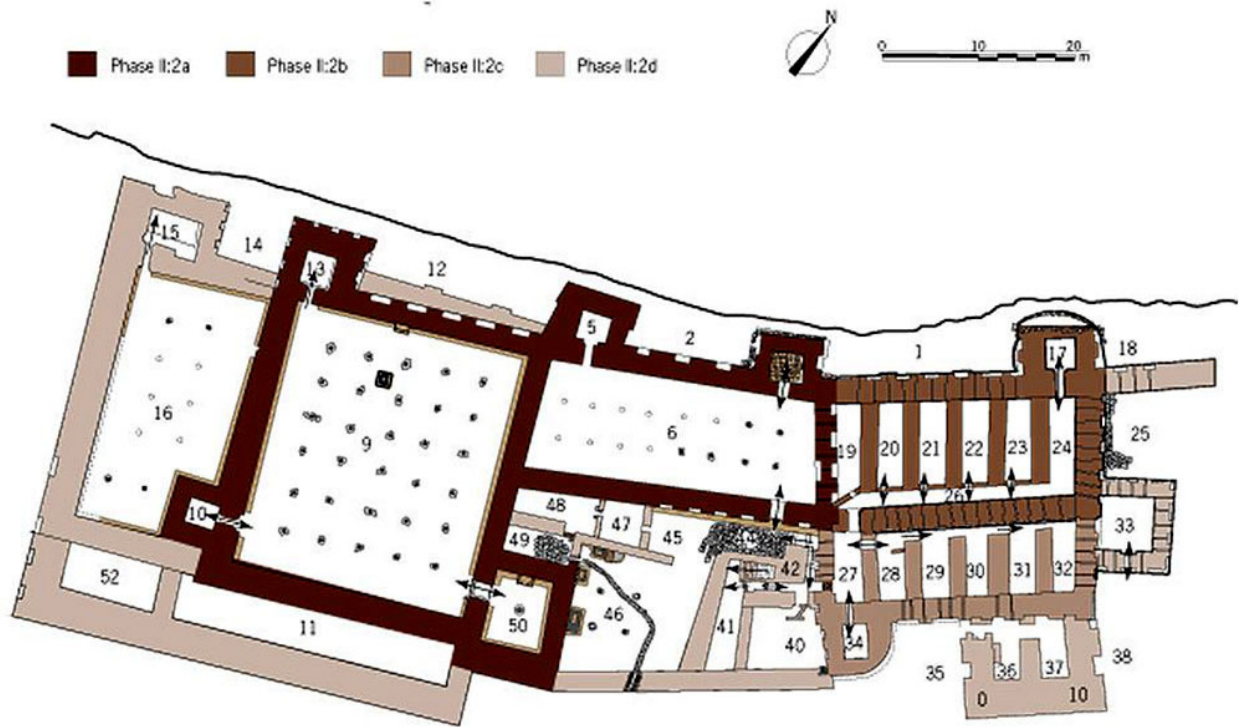 N
0 10 20
m
Phase II:2a Phase II:2b Phase II:2c Phase II:2d
15 14 13 12 5 2 1 17 18
16 9 6 19 20 21 22 23 24 25
10 48 47 45 44 26 33
49 42 27 28 29 30 31 32
52 11 50 46 41 40 34 35 36 37 38
0 10